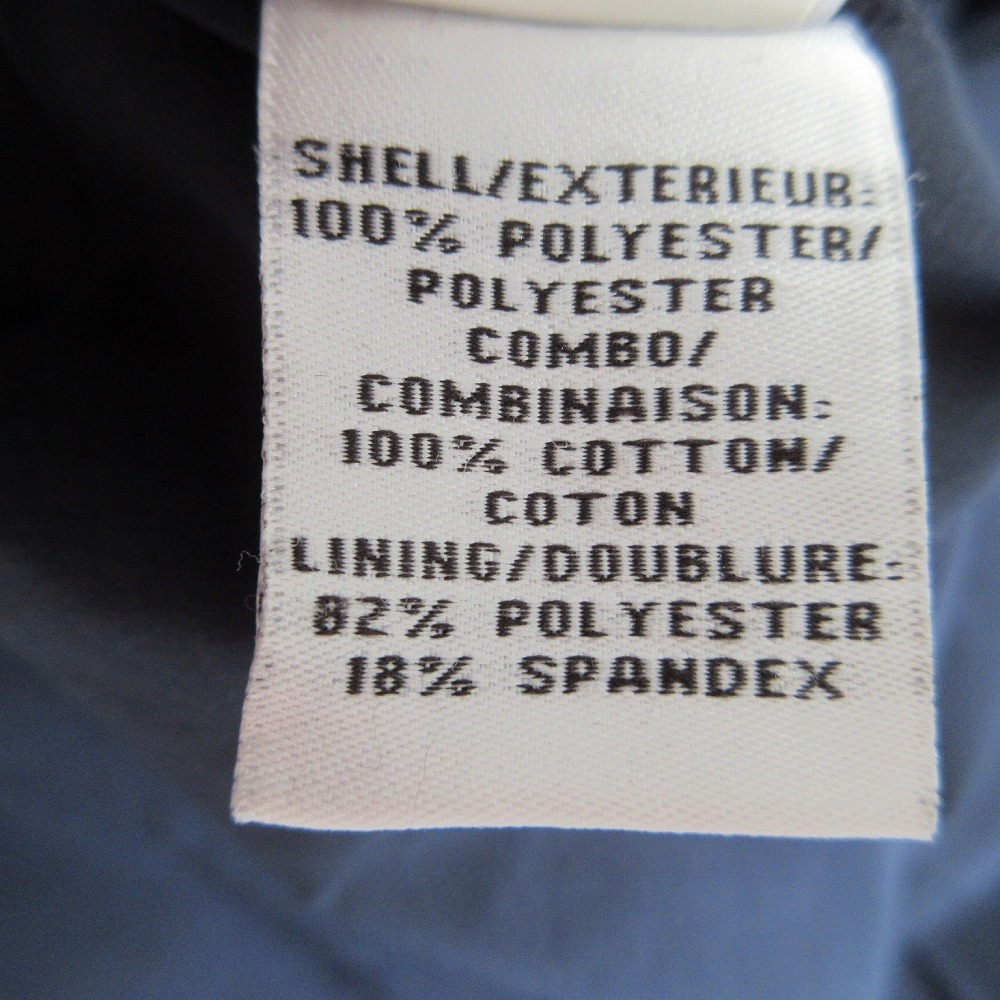 SHELL/EXTERIEUR:
100% POLYESTER/
POLYESTER
COMBO/
COMBINAISON:
100% COTTON/
COTON
LINING/DOUBLURE:
82% POLYESTER
18% SPANDEX